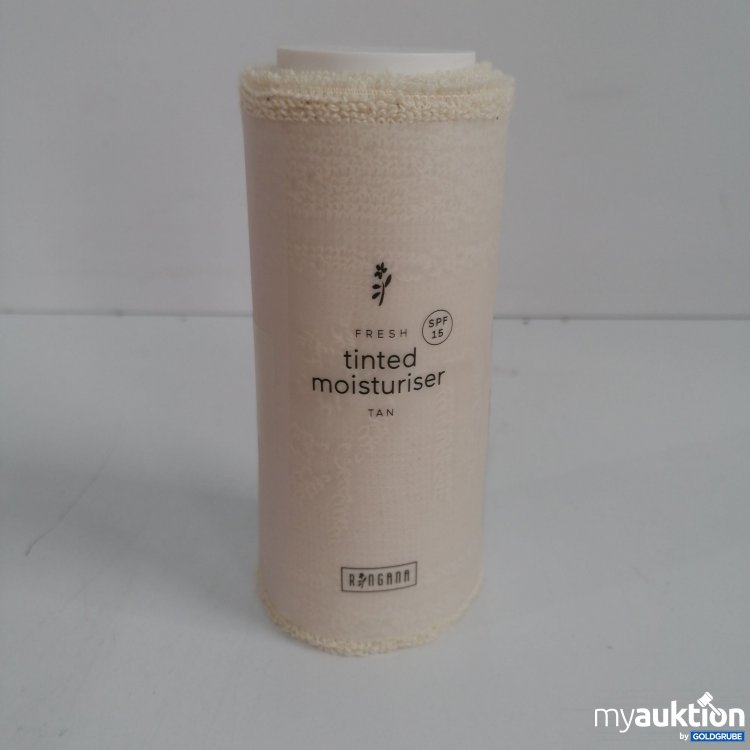 FRESH
SPF
15
tinted
moisturiser
TAN
RINGANA
myauktion
by GOLDGRUBE